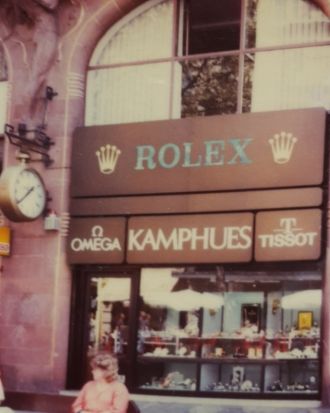 ROLEX
OMEGA KAMPHUES TISSOT